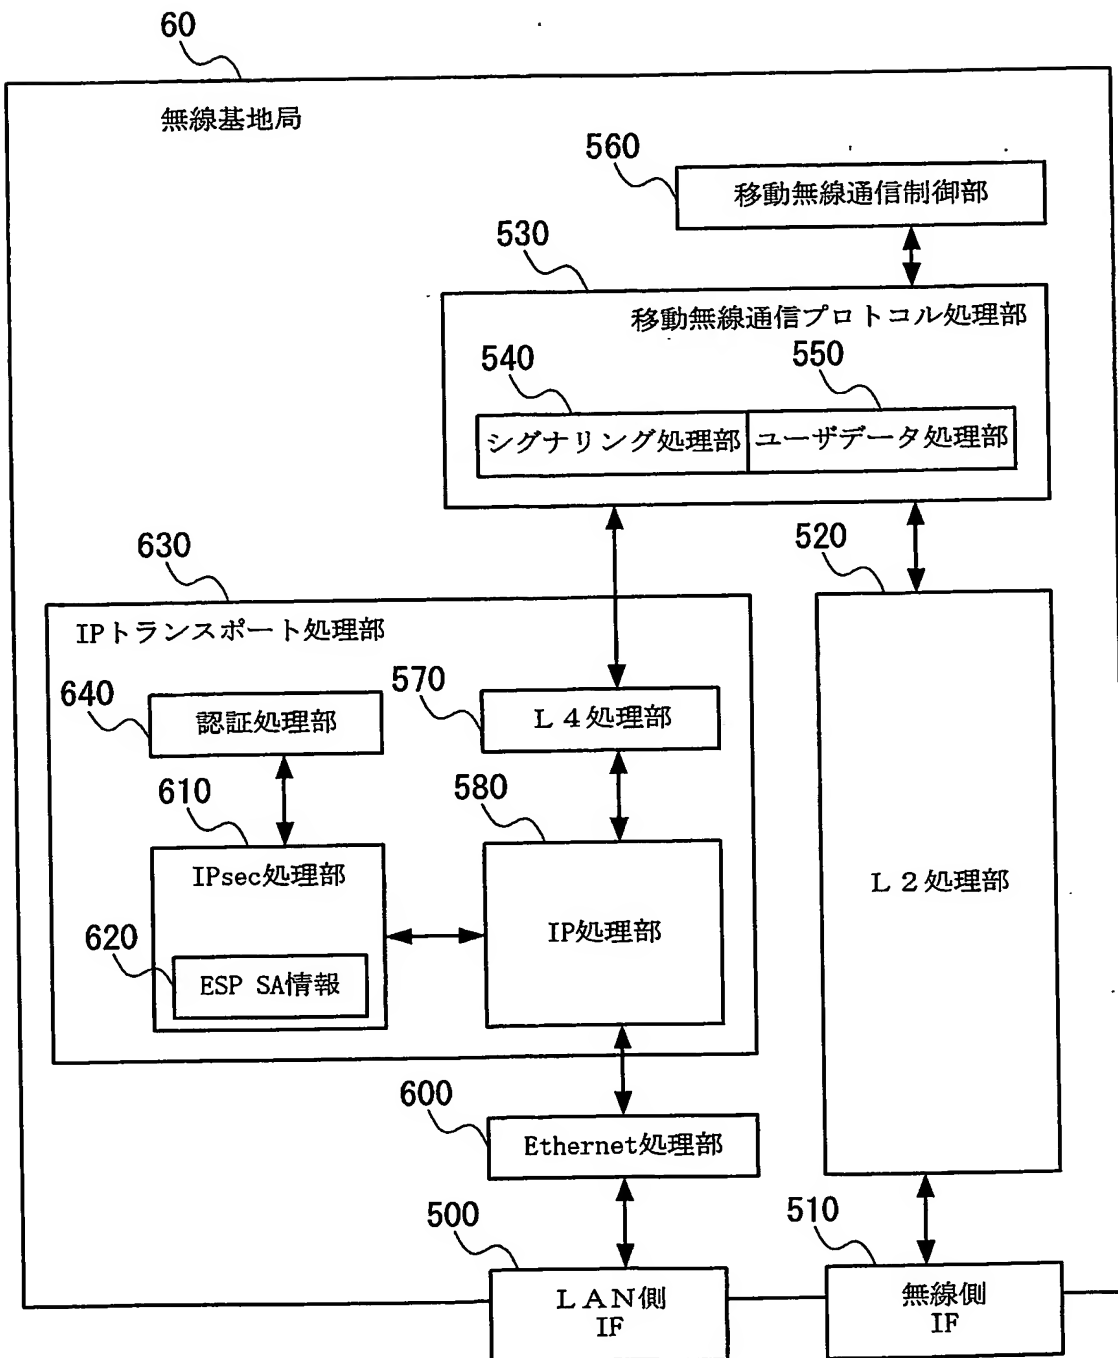 60
無線基地局
560
移動無線通信制御部
530
移動無線通信プロトコル処理部
540
550
シグナリング処理部
ユーザデータ処理部
630
520
IPトランスポート処理部
640
認証処理部
570
L4処理部
610
580
IPsec処理部
L2処理部
IP処理部
620
ESP SA情報
600
Ethernet処理部
500
510
LAN側
IF
無線側
IF